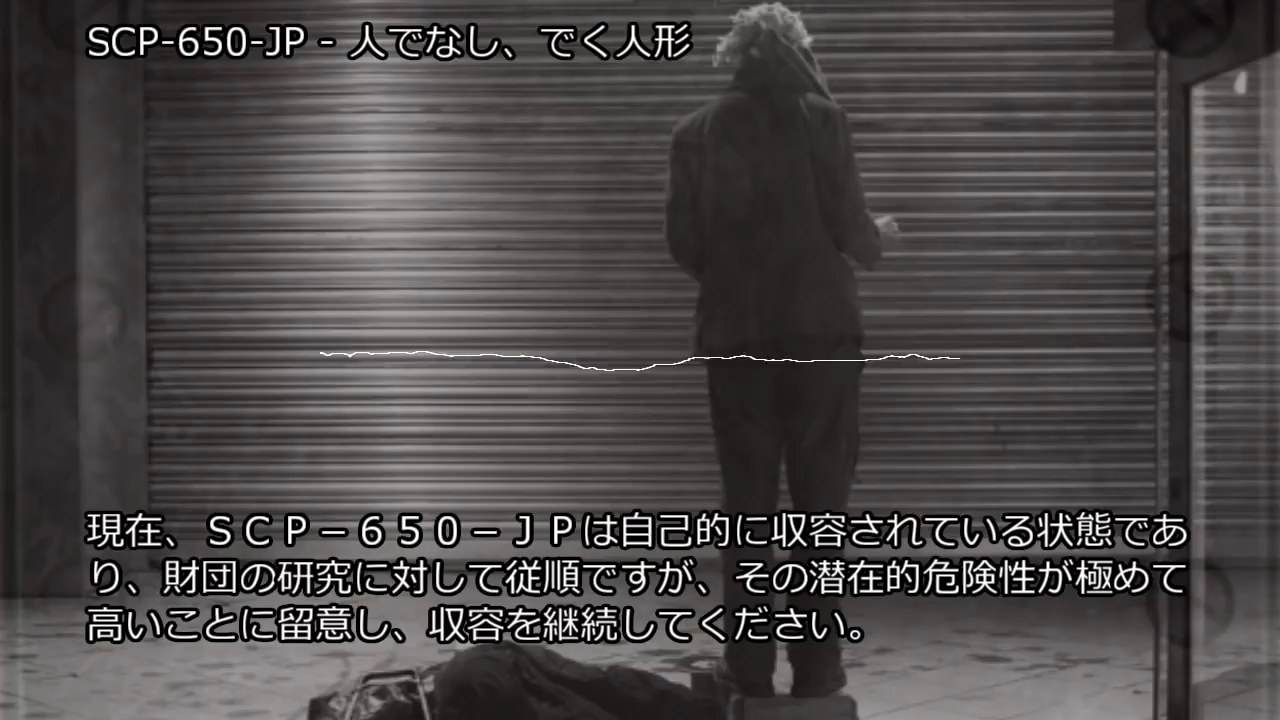 SCP-650-JP - 人でなし、でく人形
現在、ＳＣＰ－６５０－ＪＰは自己的に収容されている状態であ
り、財団の研究に対して従順ですが、その潜在的危険性が極めて
高いことに留意し、収容を継続してください。